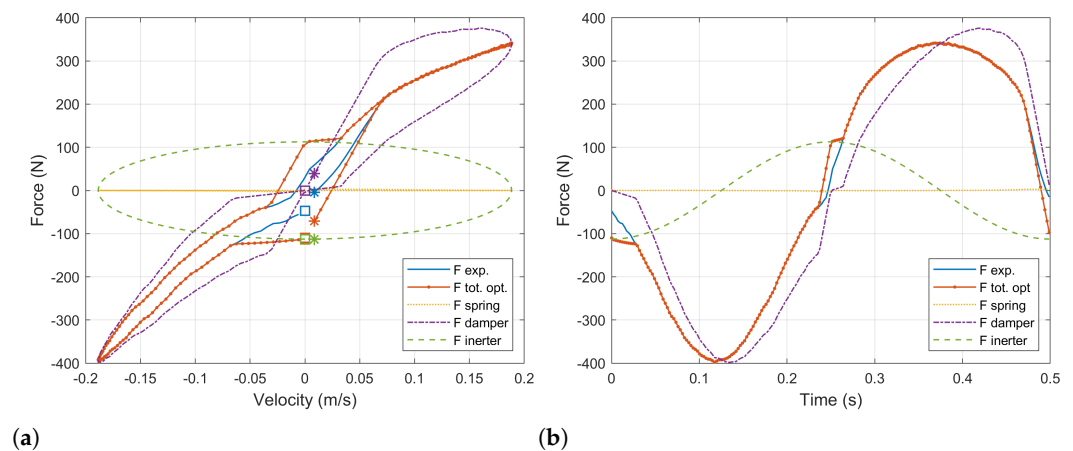 400
300
200
100
0
-100
-200
-300
-400
Force (N)
-0.2 -0.15 -0.1 -0.05 0 0.05 0.1 0.15 0.2
Velocity (m/s)
F exp.
F tot. opt.
F spring
F damper
F inerter
(a)
400
300
200
100
0
-100
-200
-300
-400
Force (N)
0 0.1 0.2 0.3 0.4 0.5
Time (s)
F exp.
F tot. opt.
F spring
F damper
F inerter
(b)